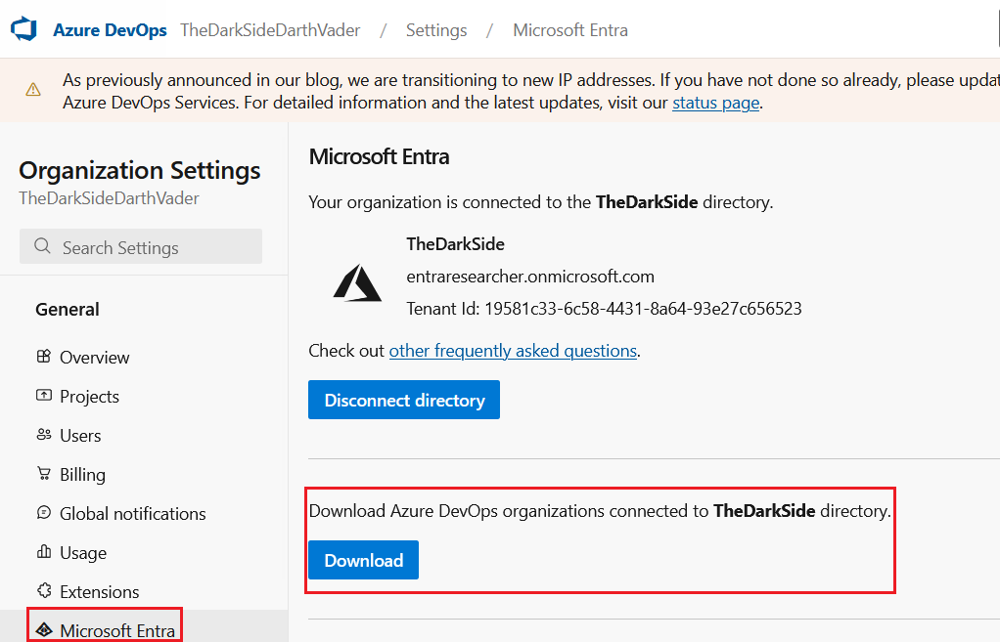 Azure DevOps TheDarkSideDarthVader / Settings / Microsoft Entra
As previously announced in our blog, we are transitioning to new IP addresses. If you have not done so already, please
Azure DevOps Services. For detailed information and the latest updates, visit our status page.
Organization Settings
TheDarkSideDarthVader
Search Settings
General
Overview
Projects
Users
Billing
Global notifications
Usage
Extensions
Microsoft Entra
Microsoft Entra
Your organization is connected to the TheDarkSide directory.
TheDarkSide
entraresearcher.onmicrosoft.com
Tenant Id: 19581c33-6c58-4431-8a64-93e27c656523
Check out other frequently asked questions.
Disconnect directory
Download Azure DevOps organizations connected to TheDarkSide directory.
Download